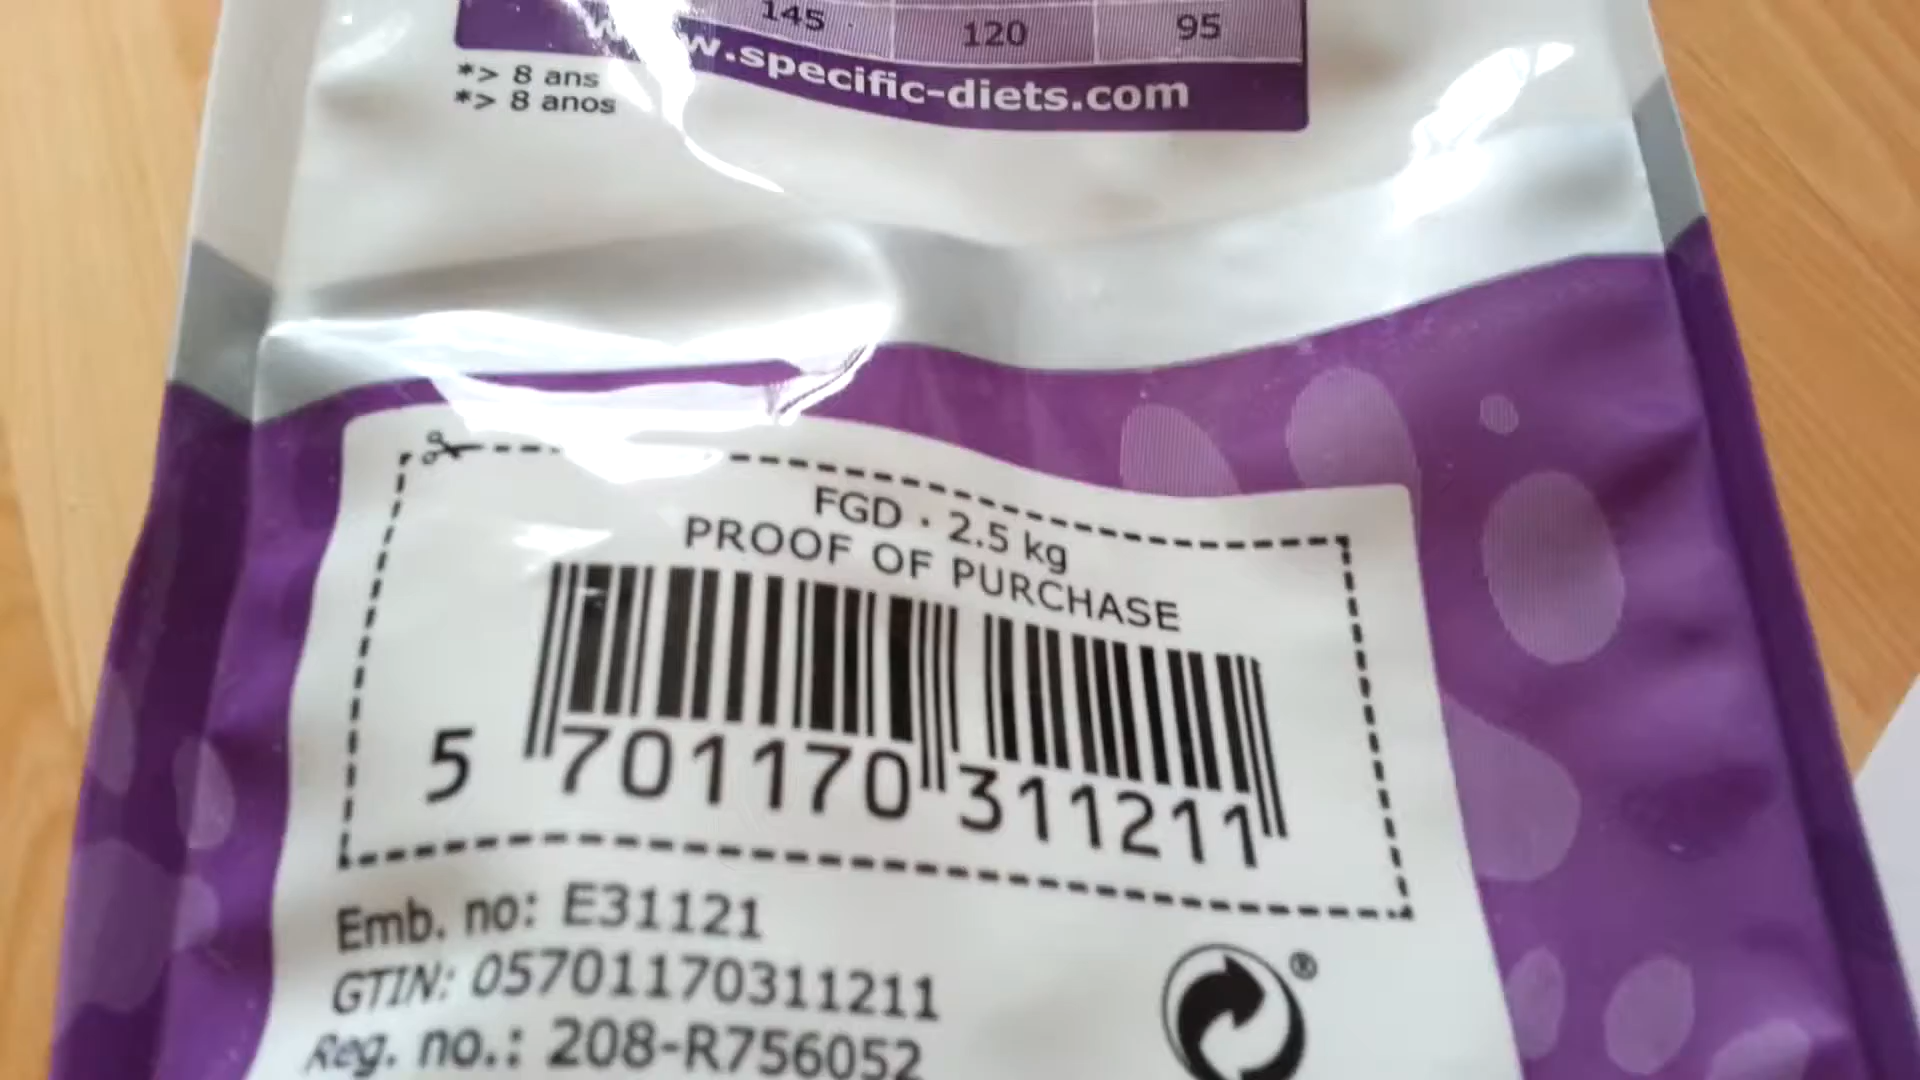 145 120 95
www.specific-diets.com
*> 8 ans
*> 8 anos
FGD · 2.5 kg
PROOF OF PURCHASE
5 701170 311211
Emb. no: E31121
GTIN: 05701170311211
Reg. no.: 208-R756052
®